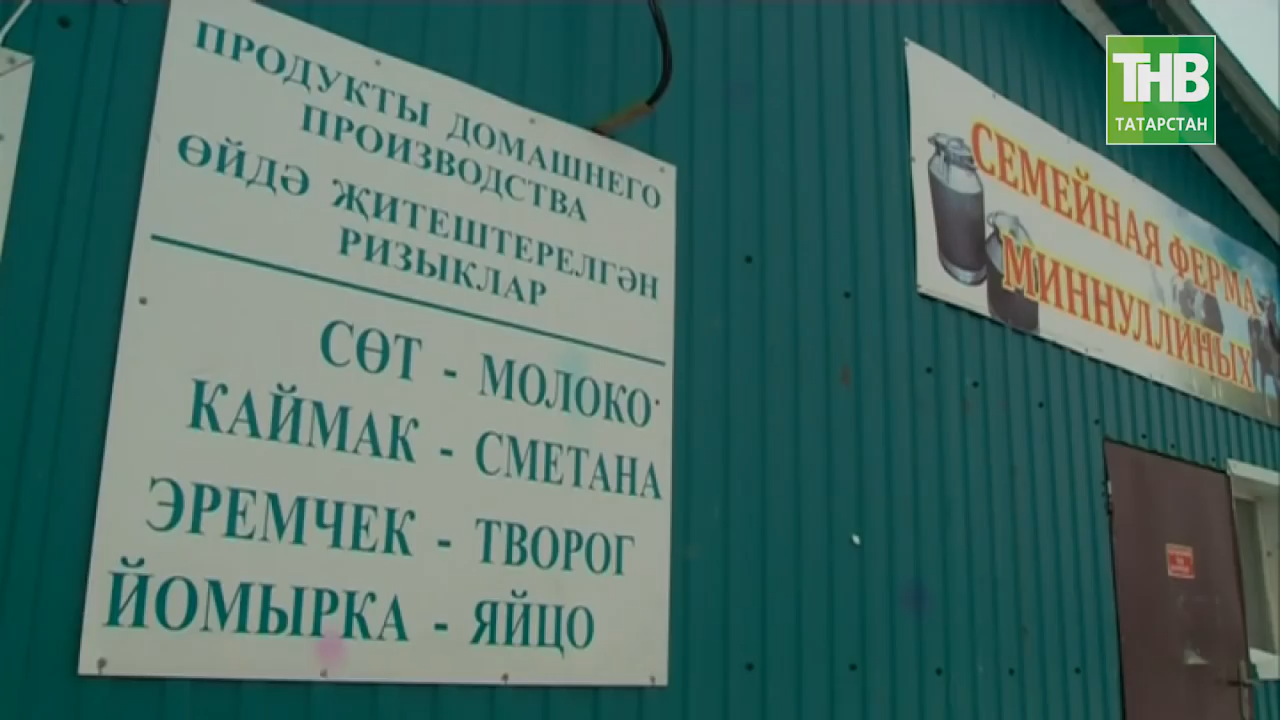 ПРОДУКТЫ ДОМАШНЕГО
ПРОИЗВОДСТВА
ӨЙДӘ ҖИТЕШТЕРЕЛГӘН
РИЗЫКЛАР
СӨТ - МОЛОКО
КАЙМАК - СМЕТАНА
ЭРЕМЧЕК - ТВОРОГ
ЙОМЫРКА - ЯЙЦО
СЕМЕЙНАЯ ФЕРМА
МИННУЛЛИНЫХ
ТНВ
ТАТАРСТАН